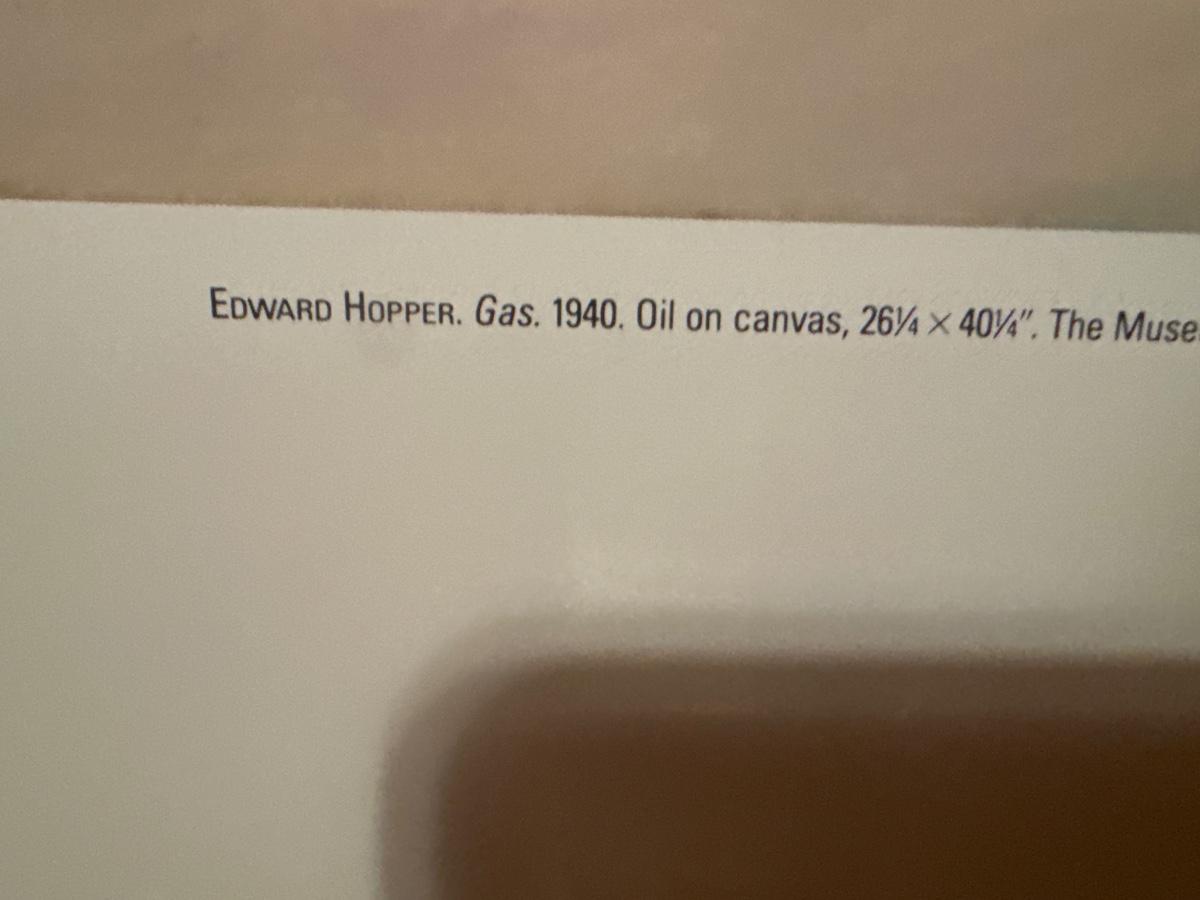 EDWARD HOPPER. Gas. 1940. Oil on canvas, 26¼ × 40¼". The